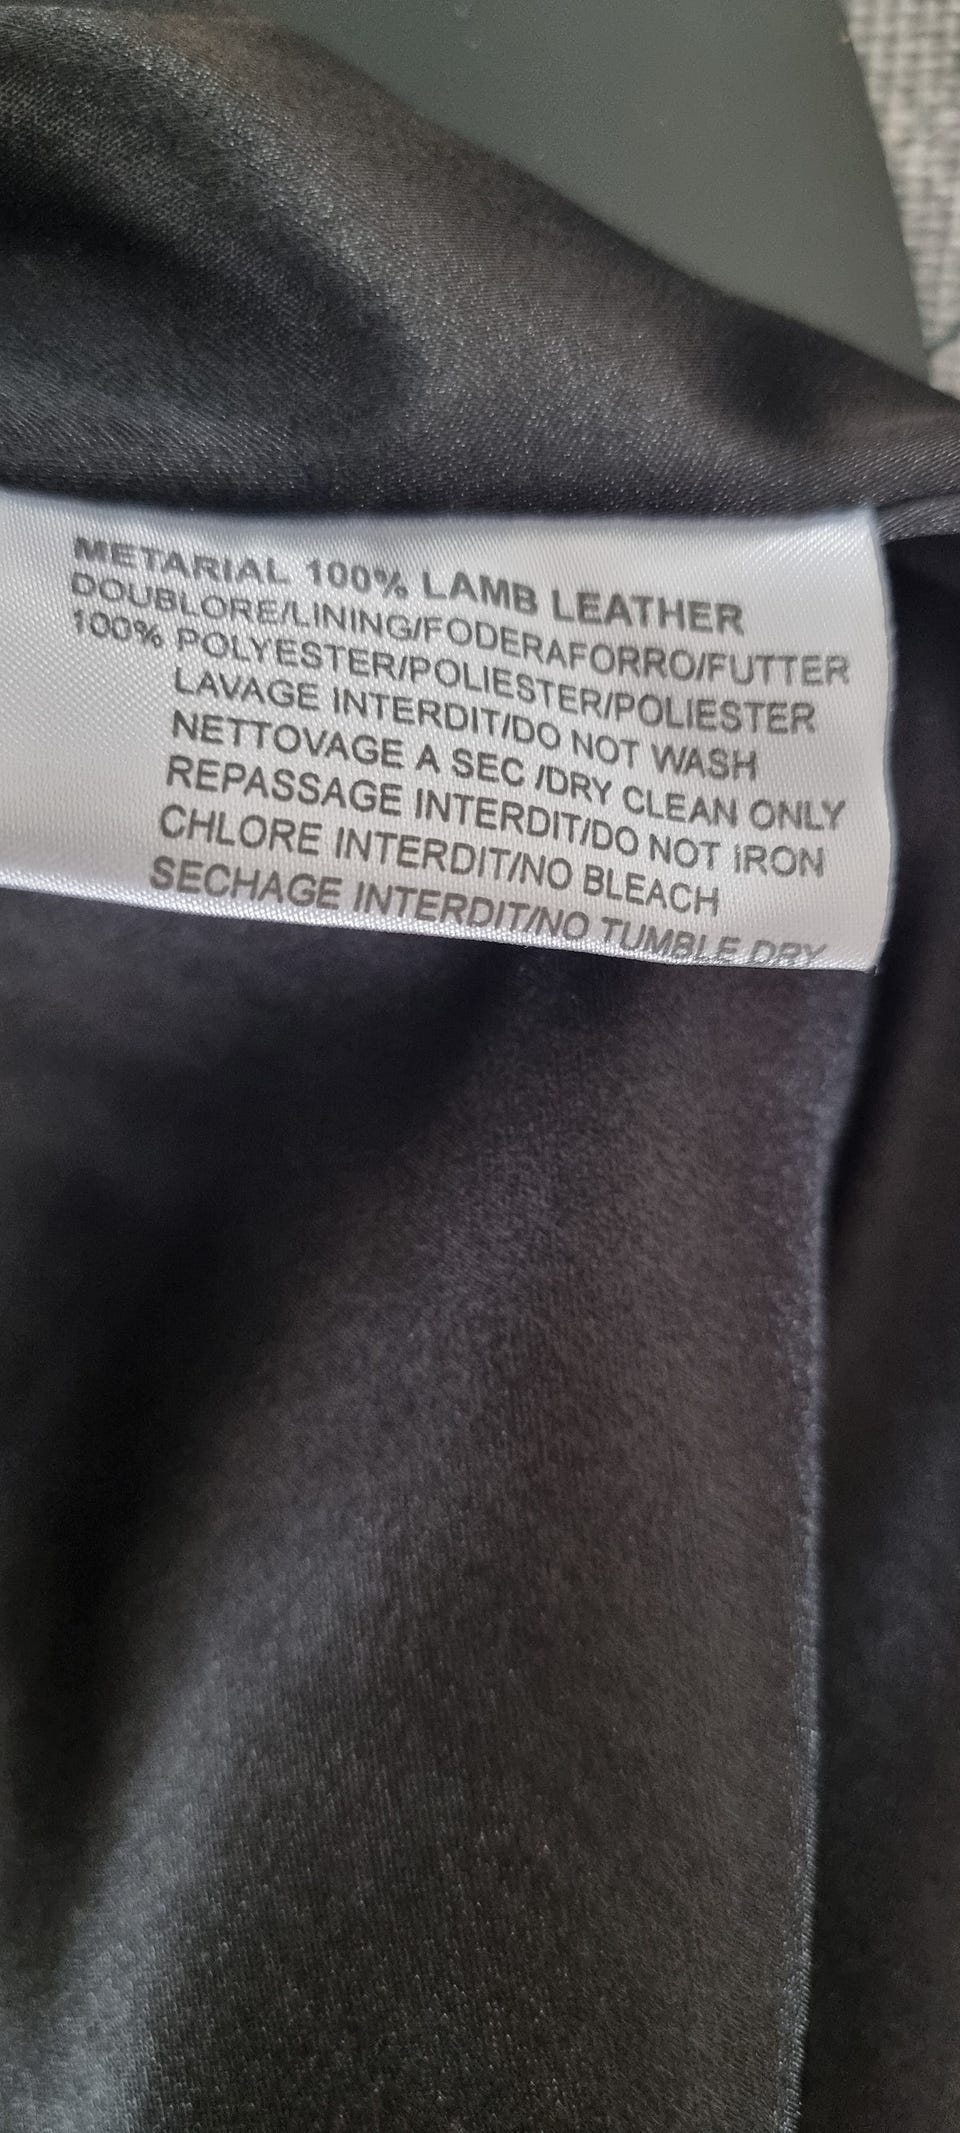 METARIAL 100% LAMB LEATHER
DOUBLORE/LINING/FODERAFORRO/FUTTER
100% POLYESTER/POLIESTER/POLIESTER
LAVAGE INTERDIT/DO NOT WASH
NETTOVAGE A SEC /DRY CLEAN ONLY
REPASSAGE INTERDIT/DO NOT IRON
CHLORE INTERDIT/NO BLEACH
SECHAGE INTERDIT/NO TUMBLE DRY